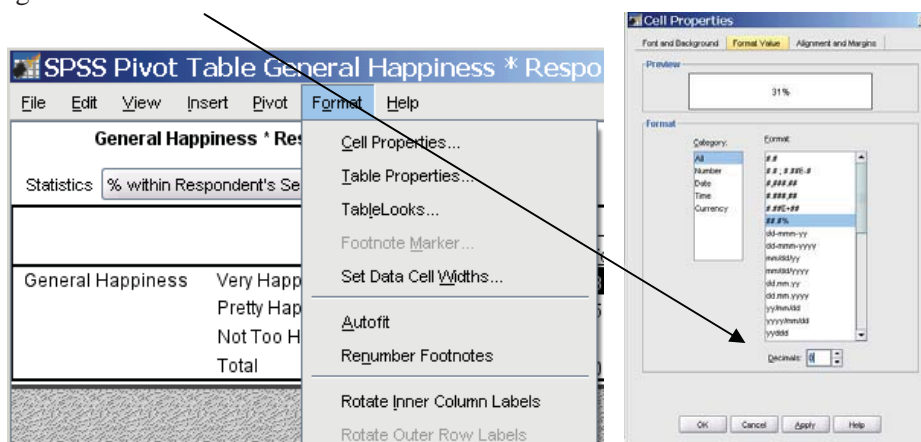 SPSS Pivot Table General Happiness * Respo
File Edit View Insert Pivot Format Help
General Happiness * Res
Statistics % within Respondent's Se
General Happiness Very Happ
Pretty Hap
Not Too H
Total
Cell Properties...
Table Properties...
TableLooks...
Footnote Marker...
Set Data Cell Widths...
Autofit
Renumber Footnotes
Rotate Inner Column Labels
Rotate Outer Row Labels
Cell Properties
Font and Background Format Value Alignment and Margins
Preview
31%
Format
Category:
All
Number
Date
Time
Currency
Format:
#.#
#.# ; #.##E-#
#,###.##
#.###,##
#.##E+##
##.#%
dd-mmm-yy
dd-mmm-yyyy
mm/dd/yy
mm/dd/yyyy
dd.mm.yy
dd.mm.yyyy
yy/mm/dd
yyyy/mm/dd
yyddd
Decimals: 0
OK Cancel Apply Help